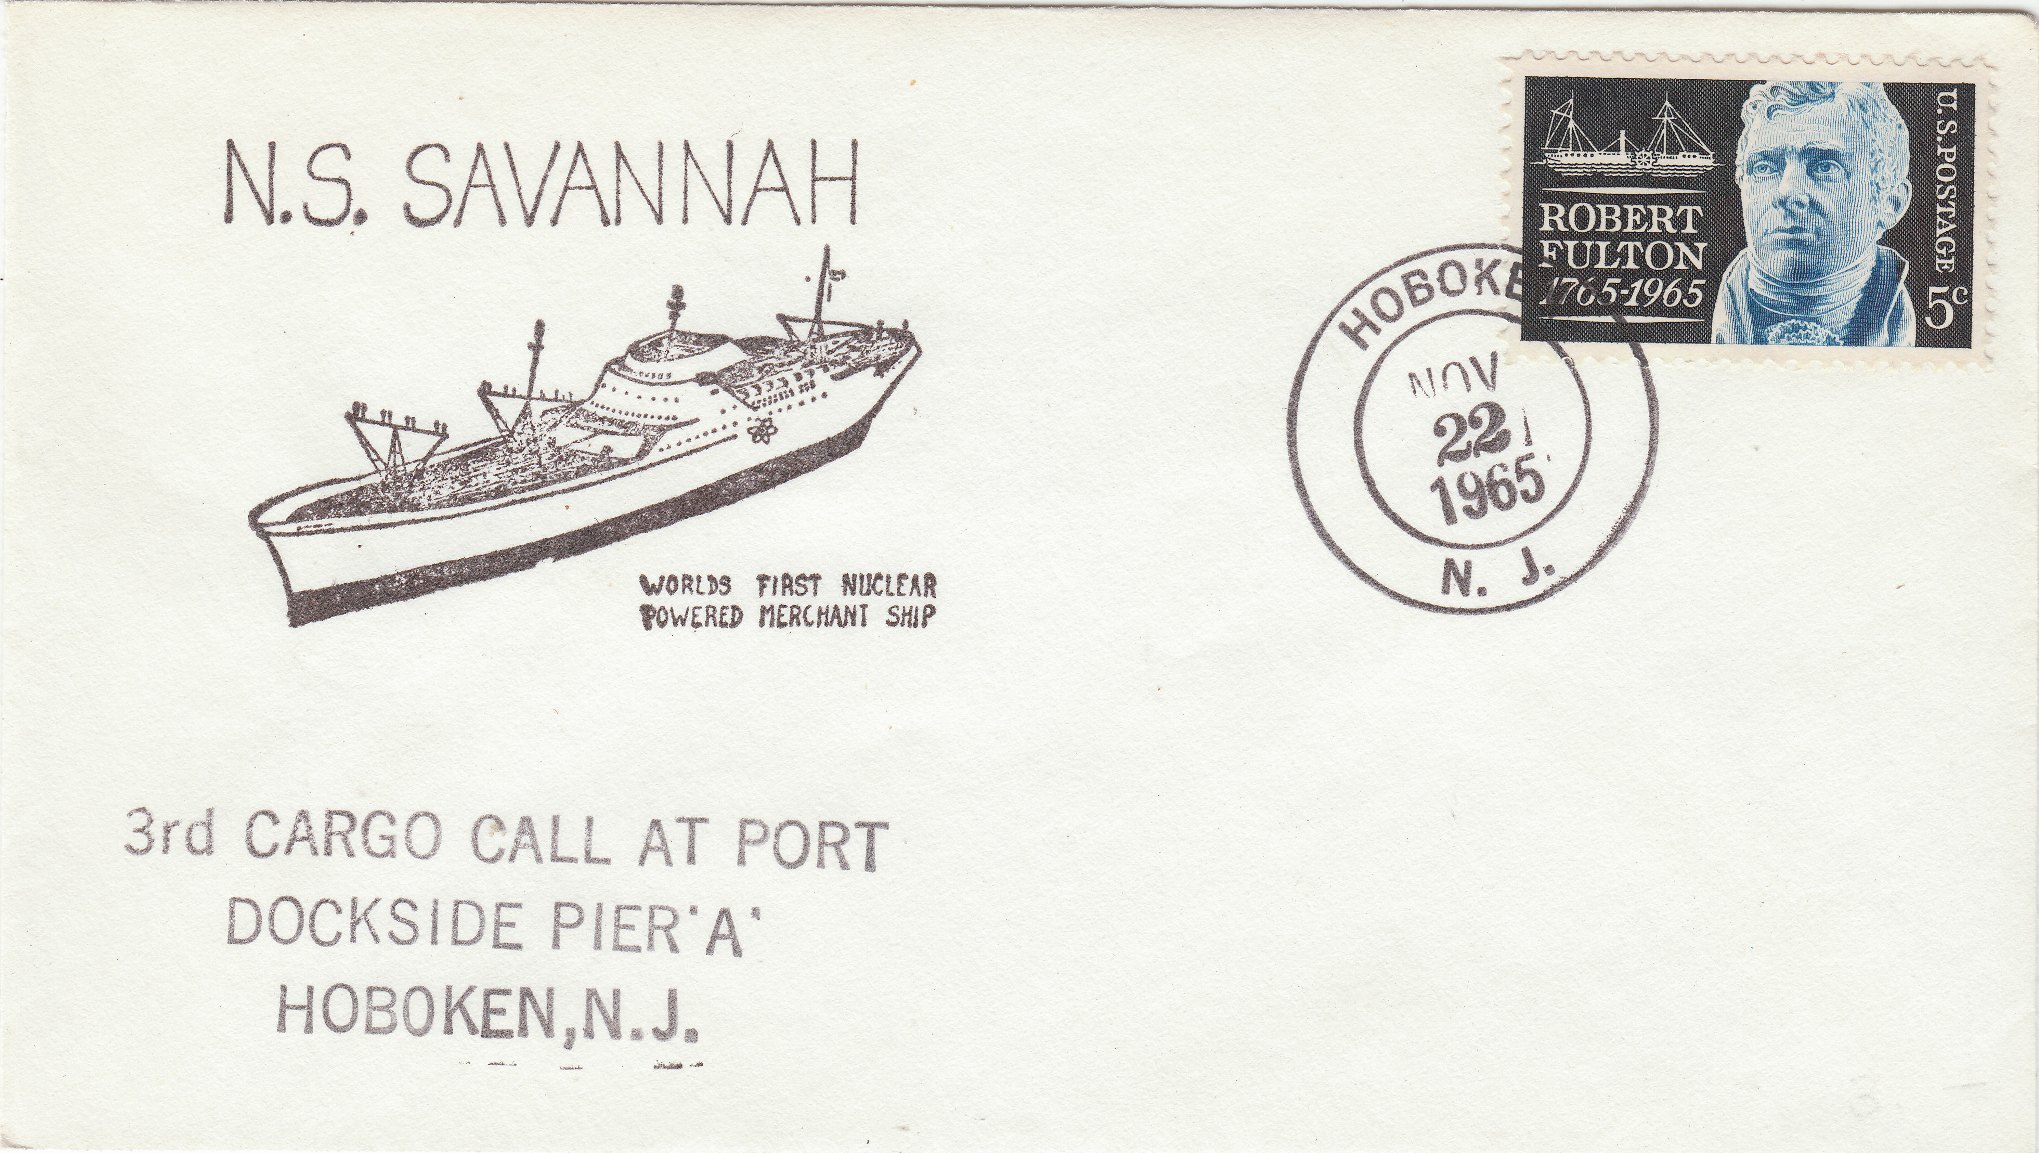 N.S. SAVANNAH
WORLDS FIRST NUCLEAR
POWERED MERCHANT SHIP
U.S.POSTAGE
ROBERT
FULTON
1765-1965
5c
HOBOKE
NOV
22
1965
N. J.
3rd CARGO CALL AT PORT
DOCKSIDE PIER'A'
HOBOKEN,N.J.